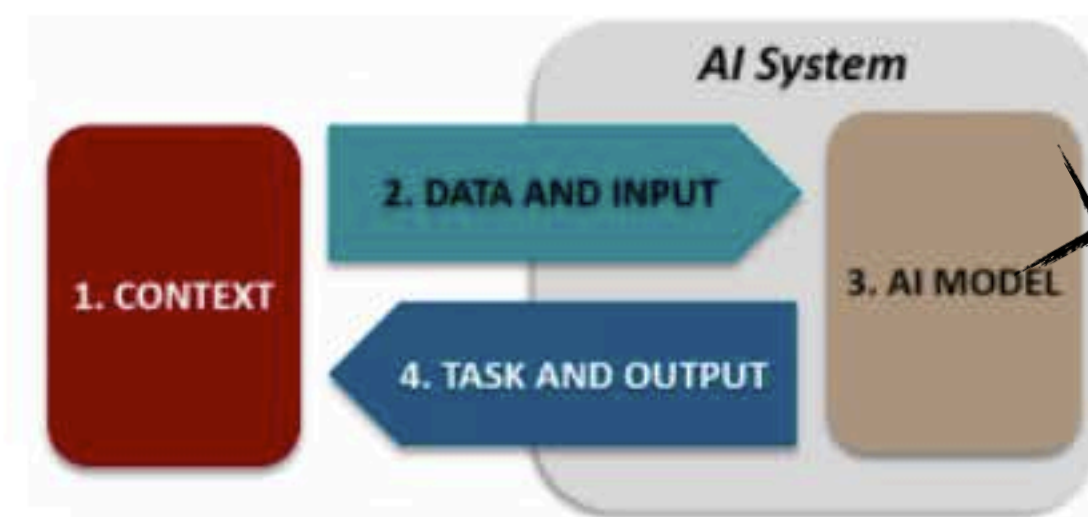 AI System
1. CONTEXT
2. DATA AND INPUT
3. AI MODEL
4. TASK AND OUTPUT